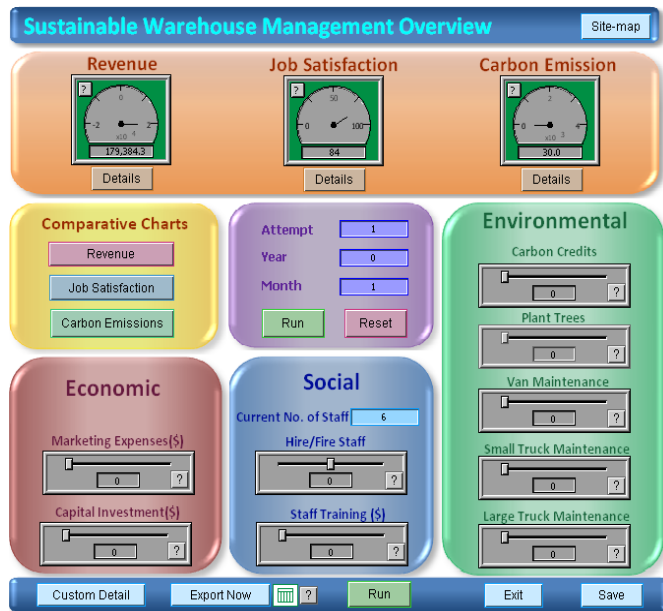 Sustainable Warehouse Management Overview
Site-map
Revenue
Job Satisfaction
Carbon Emission
?
0
-2
2
x10 4
179,384.3
?
50
0
100
84
?
2
0
4
x10 3
30.0
Details
Details
Details
Comparative Charts
Revenue
Job Satisfaction
Carbon Emissions
Attempt 1
Year 0
Month 1
Run
Reset
Environmental
Carbon Credits
0
?
Plant Trees
0
?
Van Maintenance
0
?
Small Truck Maintenance
0
?
Large Truck Maintenance
0
?
Economic
Marketing Expenses($)
0
?
Capital Investment($)
0
?
Social
Current No. of Staff 6
Hire/Fire Staff
0
?
Staff Training ($)
0
?
Custom Detail
Export Now
?
Run
Exit
Save